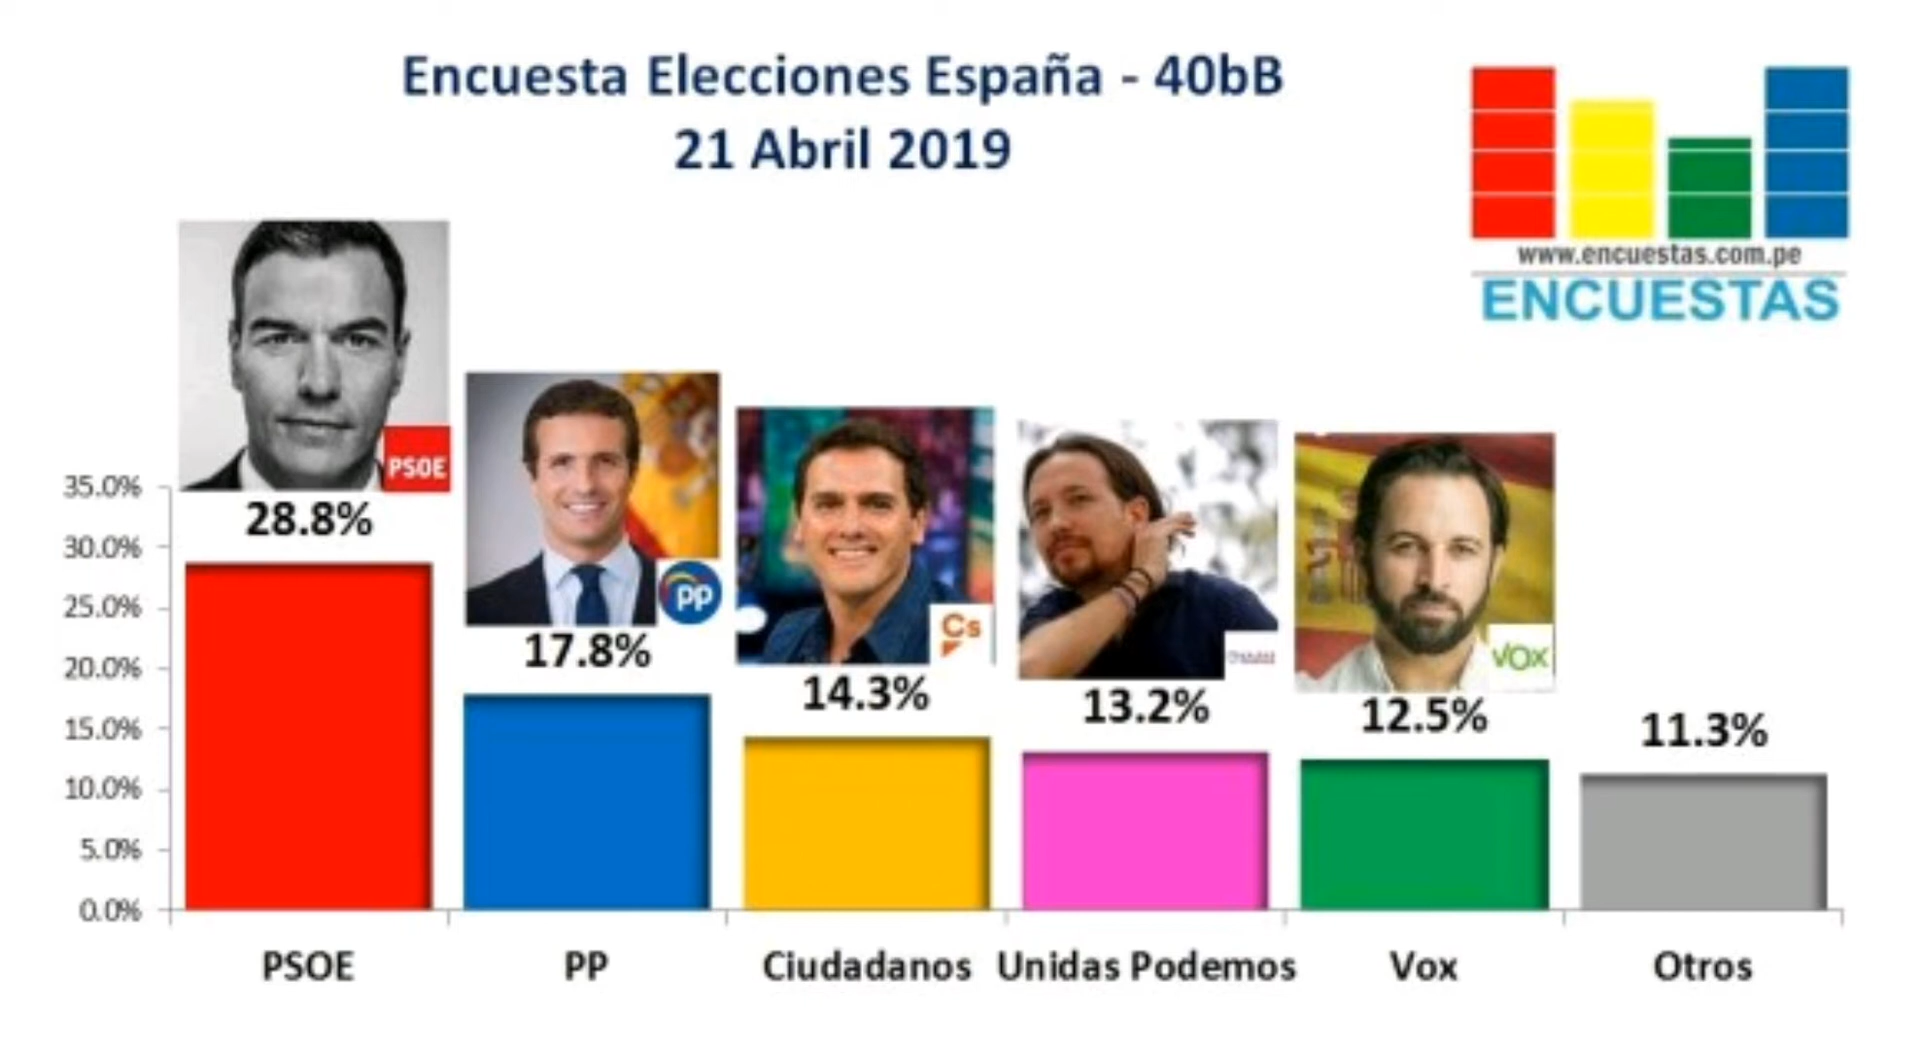 Encuesta Elecciones España - 40bB
21 Abril 2019
www.encuestas.com.pe
ENCUESTAS
PSOE
28.8%
PP
17.8%
Cs
14.3%
13.2%
VOX
12.5%
11.3%
35.0%
30.0%
25.0%
20.0%
15.0%
10.0%
5.0%
0.0%
PSOE PP Ciudadanos Unidas Podemos Vox Otros